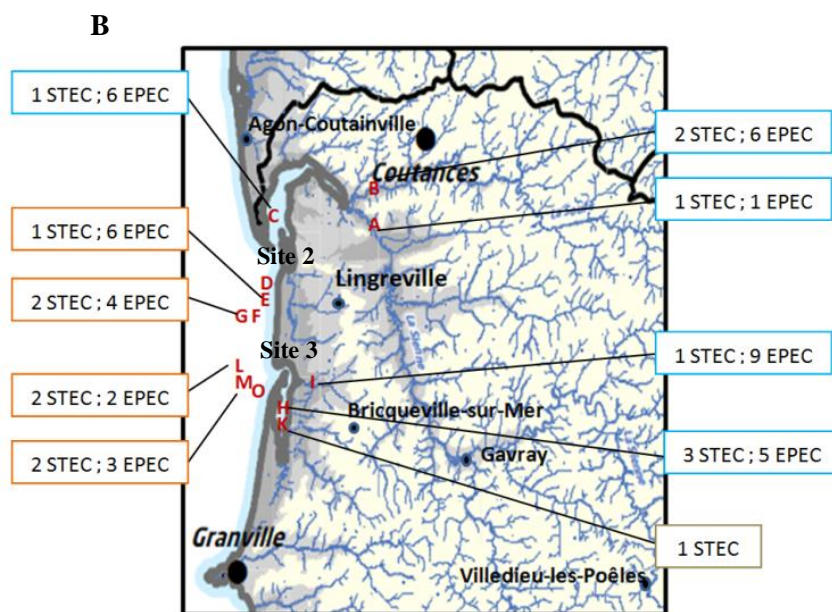 B
1 STEC ; 6 EPEC
Agon-Coutainville
2 STEC ; 6 EPEC
Coutances
B
1 STEC ; 1 EPEC
C
A
1 STEC ; 6 EPEC
Site 2
D
Lingreville
E
2 STEC ; 4 EPEC
G F
La Sienne
Site 3
1 STEC ; 9 EPEC
L
M O
I
2 STEC ; 2 EPEC
H
Bricqueville-sur-Mer
K
2 STEC ; 3 EPEC
Gavray
3 STEC ; 5 EPEC
Granville
1 STEC
Villedieu-les-Poêles